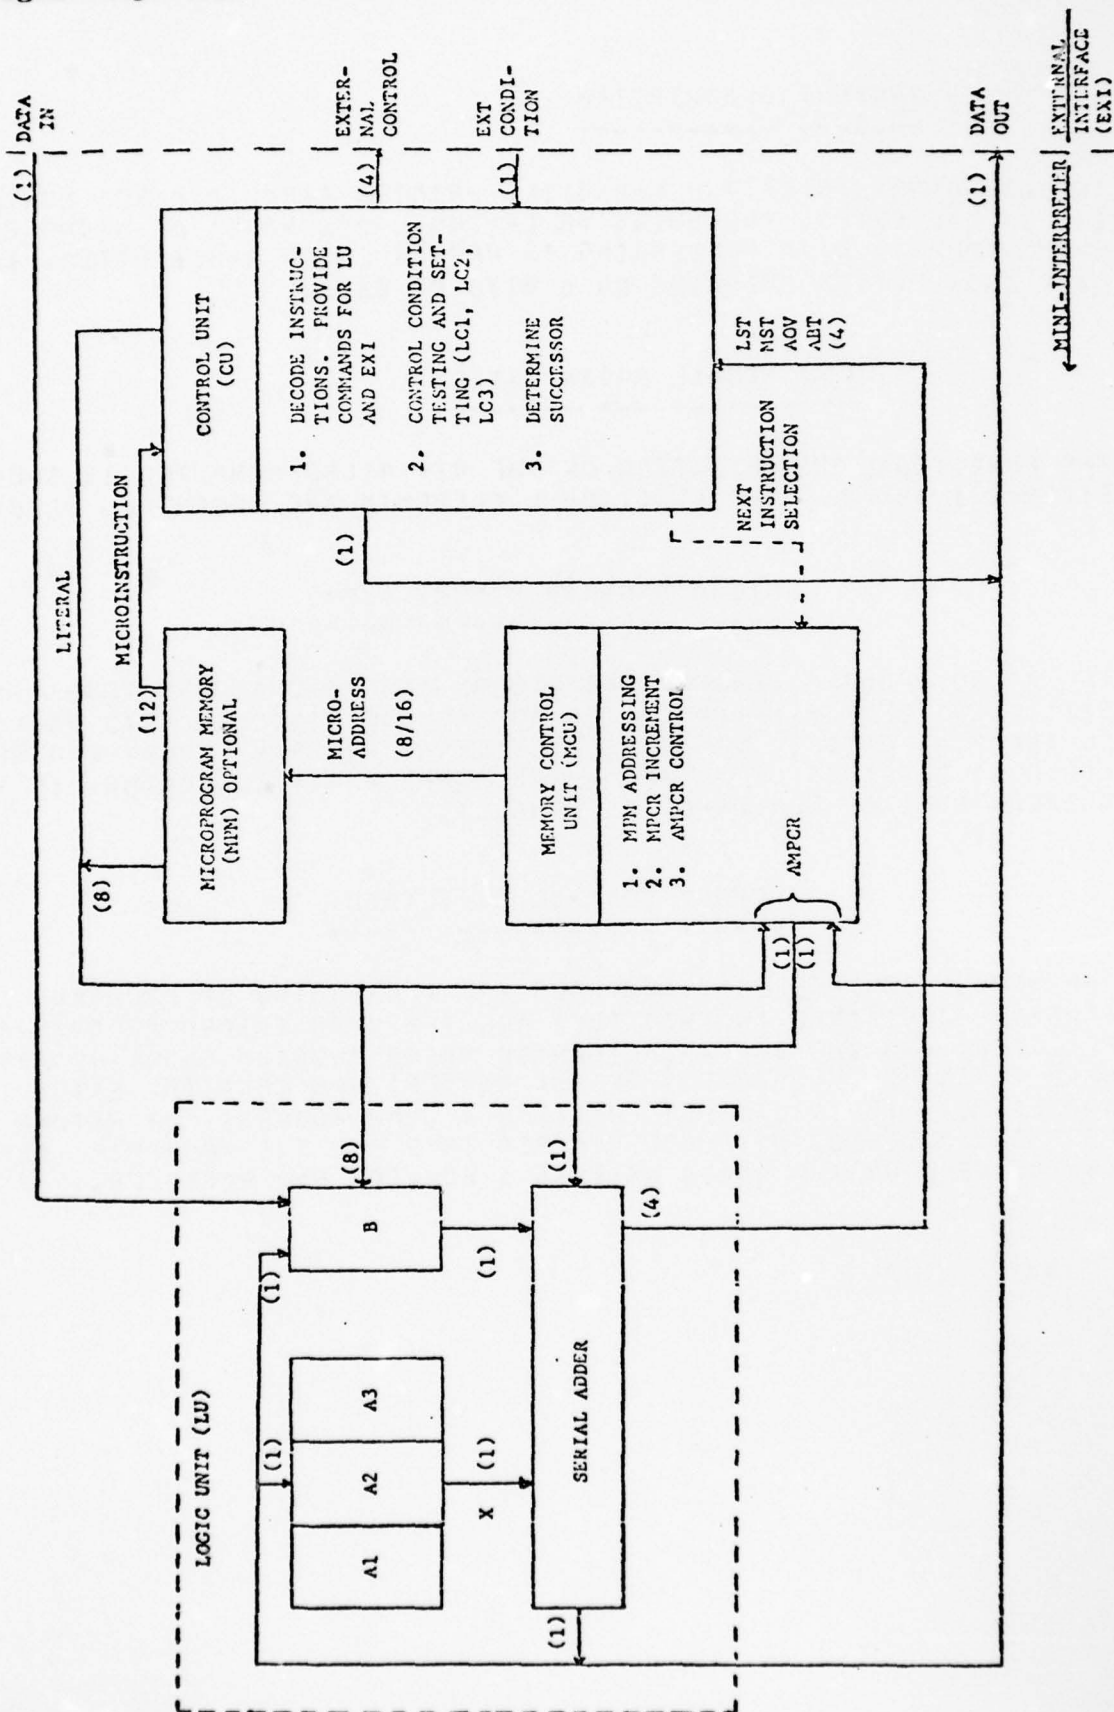 DATA
IN
(1)
EXTER-
NAL
CONTROL
(4)
EXT
CONDI-
TION
(1)
DATA
OUT
(1)
EXTERNAL
INTERFACE
(EXI)
MINI-INTERPRETER
LITERAL
MICROINSTRUCTION
(12)
(8)
CONTROL UNIT
(CU)
1. DECODE INSTRUC-
TIONS. PROVIDE
COMMANDS FOR LU
AND EXI
2. CONTROL CONDITION
TESTING AND SET-
TING (LC1, LC2,
LC3)
3. DETERMINE
SUCCESSOR
(1)
LST
MST
AOV
ABT
(4)
NEXT
INSTRUCTION
SELECTION
MICROPROGRAM MEMORY
(MPM) OPTIONAL
MICRO-
ADDRESS
(8/16)
MEMORY CONTROL
UNIT (MCU)
1. MPM ADDRESSING
2. MPCR INCREMENT
3. AMPCR CONTROL
AMPCR
(1)
(1)
LOGIC UNIT (LU)
(8)
(1)
(1)
B
(1)
(1)
A1
A2
A3
X
(1)
(4)
SERIAL ADDER
(1)